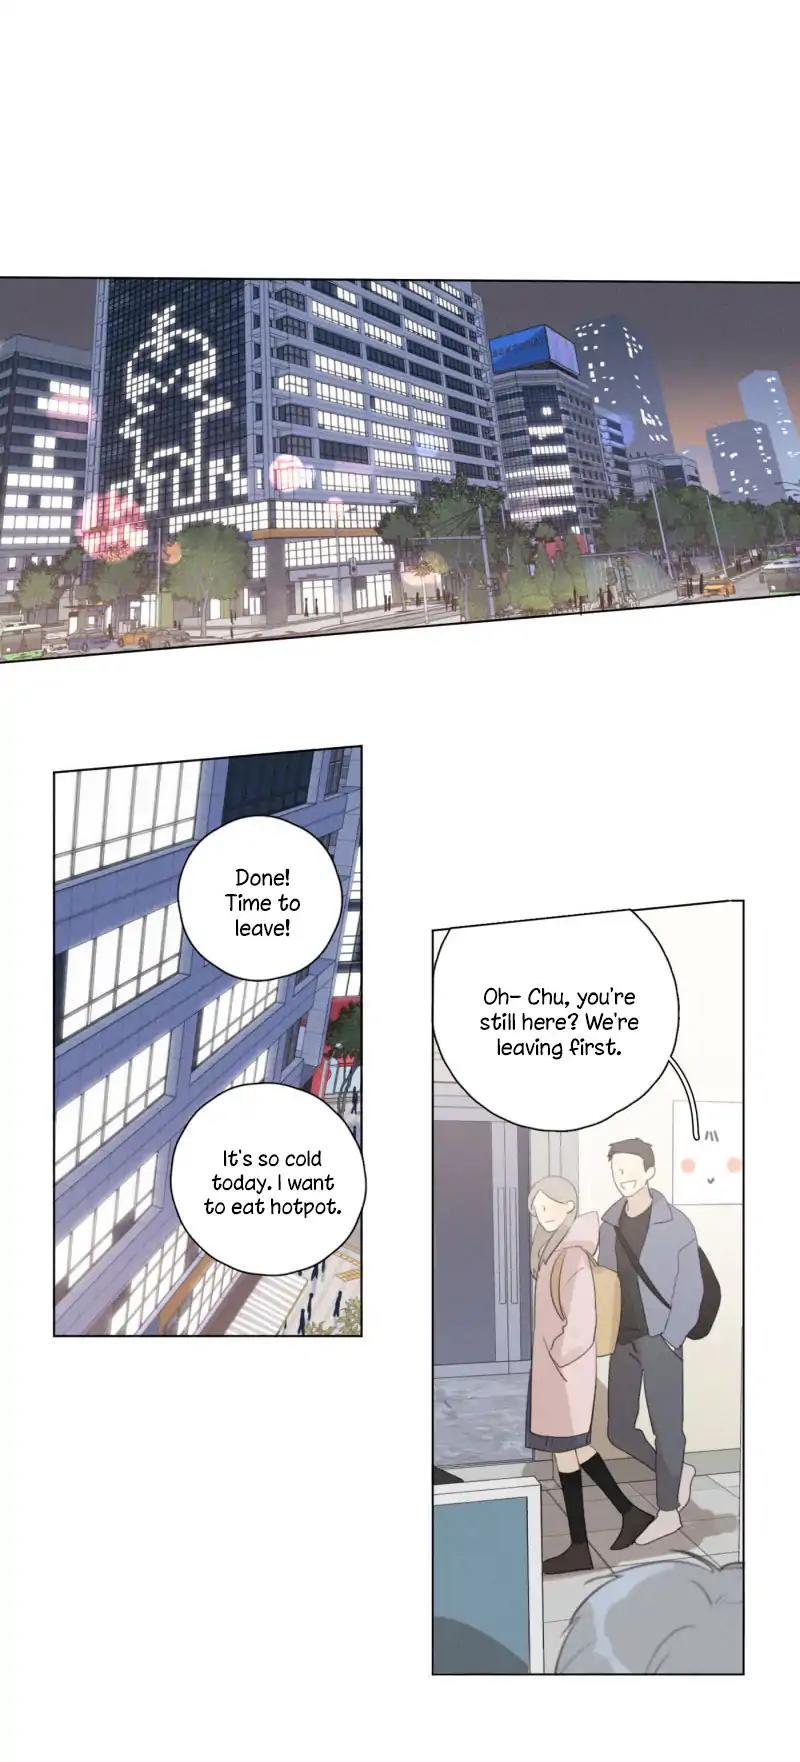 Done!
Time to
leave!
It's so cold
today. I want
to eat hotpot.
Oh- Chu, you're
still here? We're
leaving first.